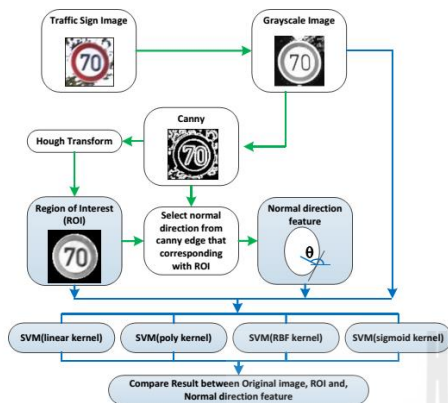 Traffic Sign Image
70
Grayscale Image
70
Canny
70
Hough Transform
Region of Interest
(ROI)
70
Select normal
direction from
canny edge that
corresponding
with ROI
Normal direction
feature
θ
SVM(linear kernel)
SVM(poly kernel)
SVM(RBF kernel)
SVM(sigmoid kernel)
Compare Result between Original image, ROI and,
Normal direction feature